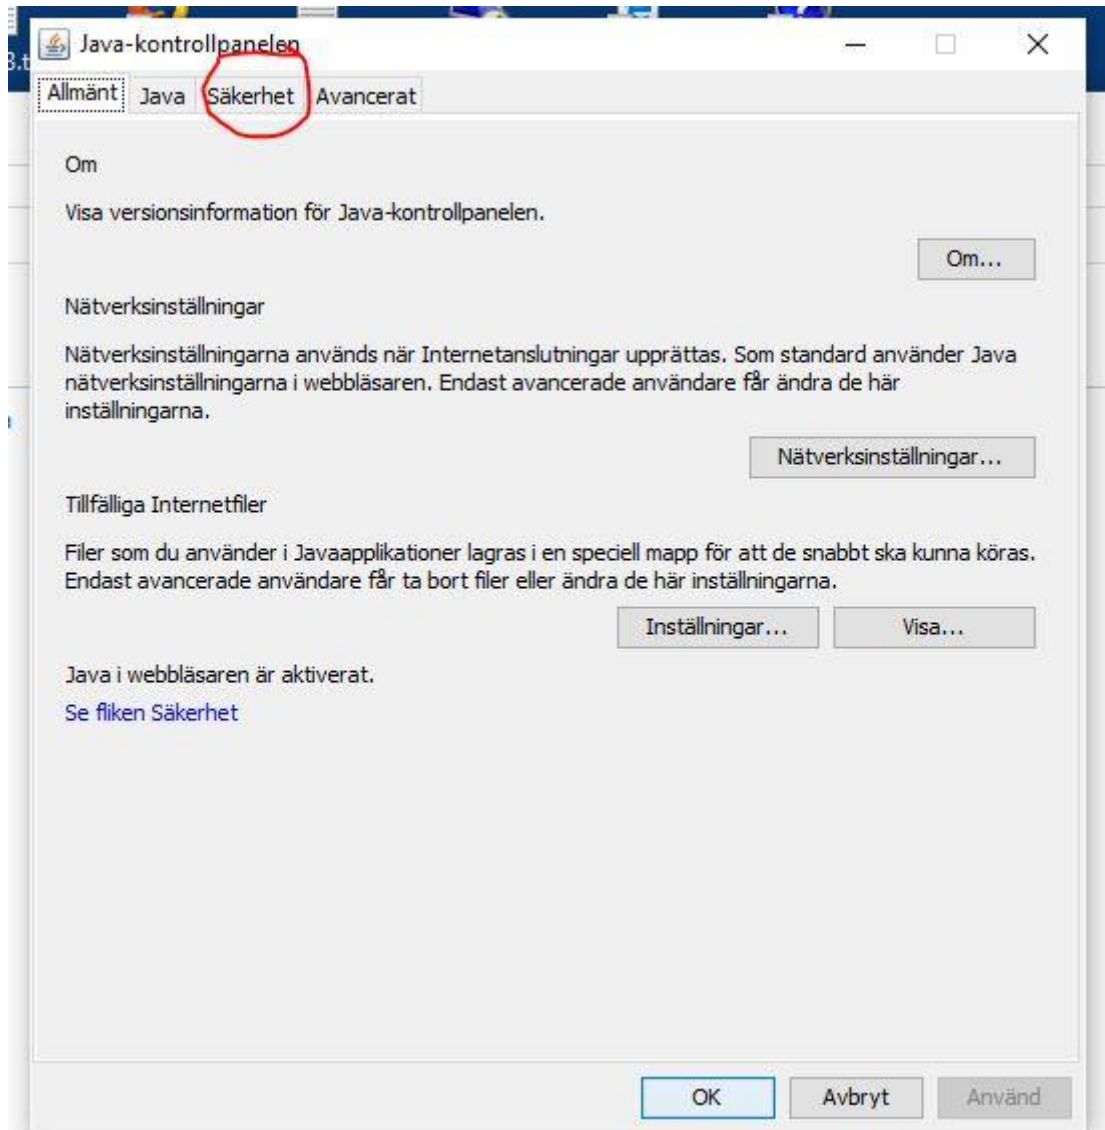 3.t
Java-kontrollpanelen
Allmänt Java Säkerhet Avancerat
Om
Visa versionsinformation för Java-kontrollpanelen.
Om...
Nätverksinställningar
Nätverksinställningarna används när Internetanslutningar upprättas. Som standard använder Java
nätverksinställningarna i webbläsaren. Endast avancerade användare får ändra de här
inställningarna.
Nätverksinställningar...
Tillfälliga Internetfiler
Filer som du använder i Javaapplikationer lagras i en speciell mapp för att de snabbt ska kunna köras.
Endast avancerade användare får ta bort filer eller ändra de här inställningarna.
Inställningar... Visa...
Java i webbläsaren är aktiverat.
Se fliken Säkerhet
OK Avbryt Använd